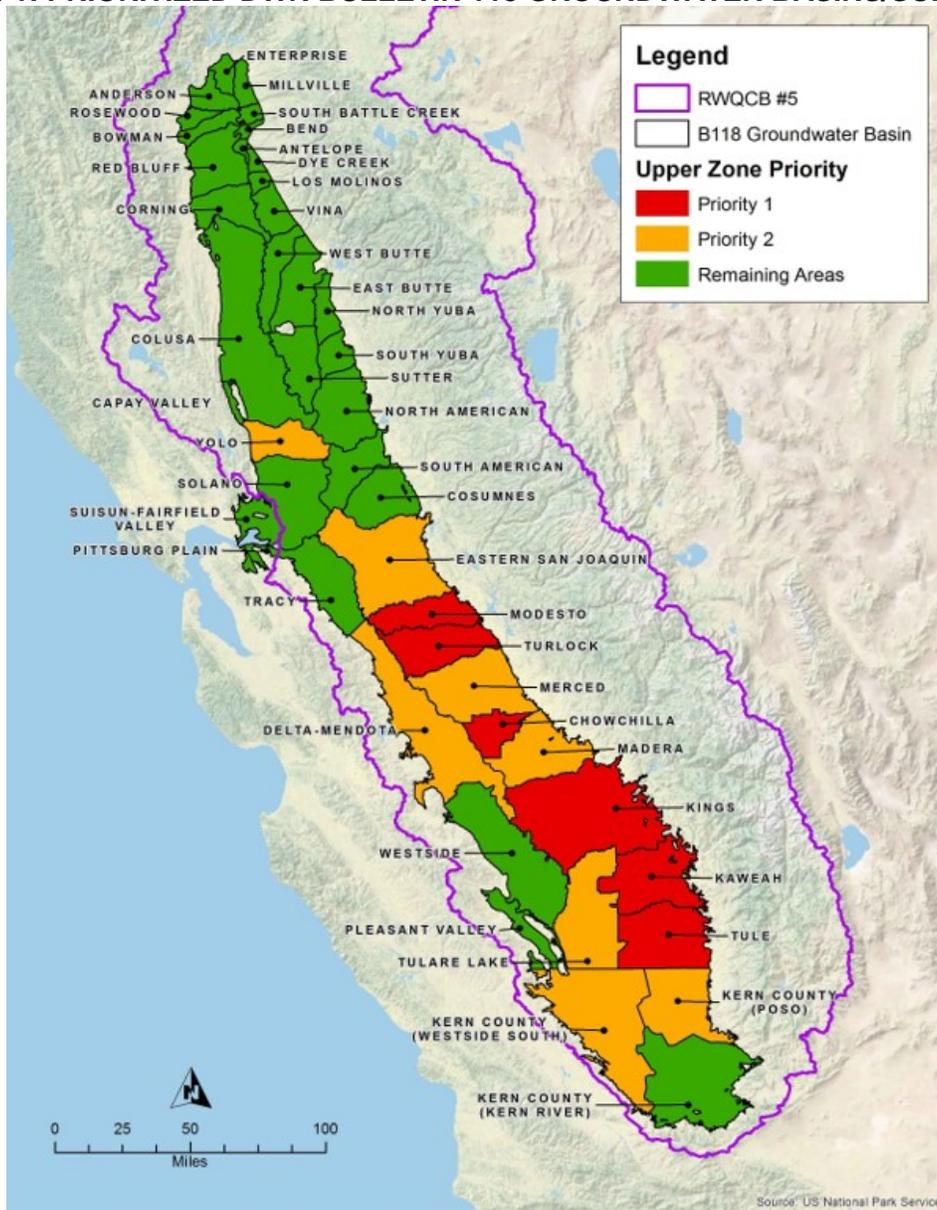 Legend
RWQCB #5
B118 Groundwater Basin
Upper Zone Priority
Priority 1
Priority 2
Remaining Areas
ENTERPRISE
MILLVILLE
ANDERSON
ROSEWOOD
SOUTH BATTLE CREEK
BEND
BOWMAN
ANTELOPE
DYE CREEK
RED BLUFF
LOS MOLINOS
CORNING
VINA
WEST BUTTE
EAST BUTTE
NORTH YUBA
COLUSA
SOUTH YUBA
SUTTER
CAPAY VALLEY
NORTH AMERICAN
YOLO
SOUTH AMERICAN
SOLANO
COSUMNES
SUISUN-FAIRFIELD
VALLEY
PITTSBURG PLAIN
EASTERN SAN JOAQUIN
TRACY
MODESTO
TURLOCK
MERCED
CHOWCHILLA
DELTA-MENDOTA
MADERA
KINGS
WESTSIDE
KAWEAH
PLEASANT VALLEY
TULE
TULARE LAKE
KERN COUNTY
(POSO)
KERN COUNTY
(WESTSIDE SOUTH)
KERN COUNTY
(KERN RIVER)
N
0 25 50 100
Miles
Source: US National Park Service